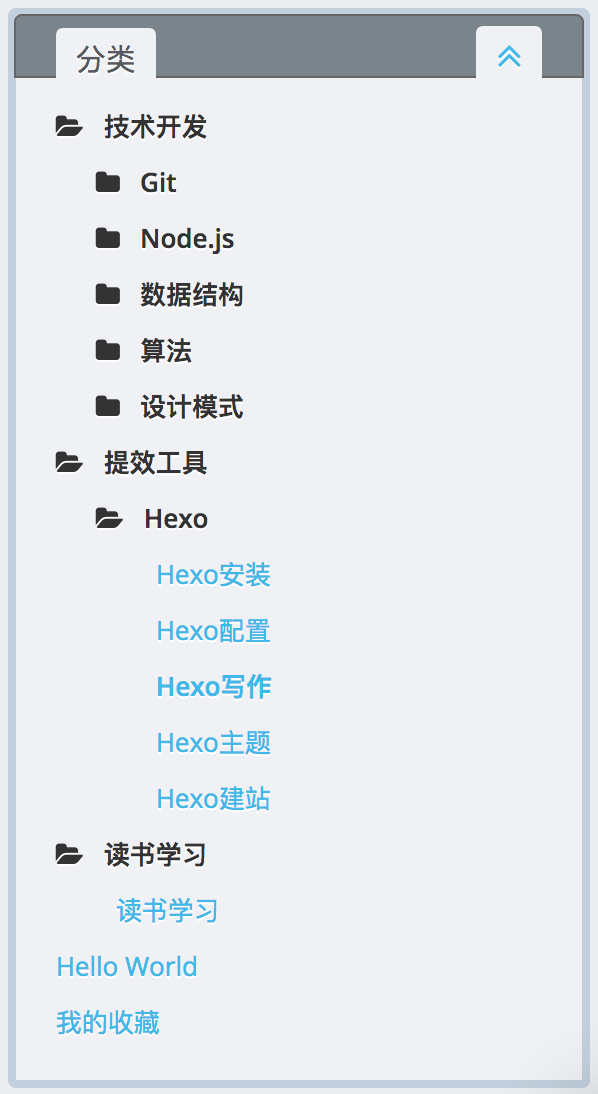 分类
技术开发
Git
Node.js
数据结构
算法
设计模式
提效工具
Hexo
Hexo安装
Hexo配置
Hexo写作
Hexo主题
Hexo建站
读书学习
读书学习
Hello World
我的收藏